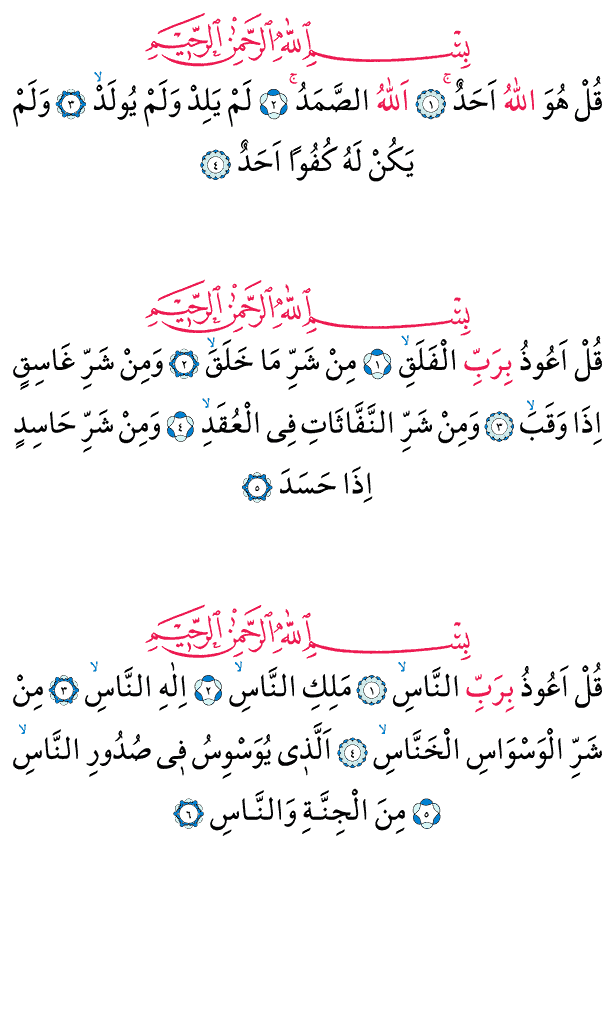 بِسْمِ اللّٰهِ الرَّحْمٰنِ الرَّحِيمِ
قُلْ هُوَ اللّٰهُ اَحَدٌۚ ﴿١﴾ اَللّٰهُ الصَّمَدُۚ ﴿٢﴾ لَمْ يَلِدْ وَلَمْ يُولَدْۙ ﴿٣﴾ وَلَمْ
يَكُنْ لَهُ كُفُوًا اَحَدٌ ﴿٤﴾
بِسْمِ اللّٰهِ الرَّحْمٰنِ الرَّحِيمِ
قُلْ اَعُوذُ بِرَبِّ الْفَلَقِۙ ﴿١﴾ مِنْ شَرِّ مَا خَلَقَۙ ﴿٢﴾ وَمِنْ شَرِّ غَاسِقٍ
اِذَا وَقَبَۙ ﴿٣﴾ وَمِنْ شَرِّ النَّفَّاثَاتِ فِى الْعُقَدِۙ ﴿٤﴾ وَمِنْ شَرِّ حَاسِدٍ
اِذَا حَسَدَ ﴿٥﴾
بِسْمِ اللّٰهِ الرَّحْمٰنِ الرَّحِيمِ
قُلْ اَعُوذُ بِرَبِّ النَّاسِۙ ﴿١﴾ مَلِكِ النَّاسِۙ ﴿٢﴾ اِلٰهِ النَّاسِۙ ﴿٣﴾ مِنْ
شَرِّ الْوَسْوَاسِ الْخَنَّاسِۙ ﴿٤﴾ اَلَّذ۪ى يُوَسْوِسُ ف۪ى صُدُورِ النَّاسِۙ
﴿٥﴾ مِنَ الْجِنَّةِ وَالنَّاسِ ﴿٦﴾